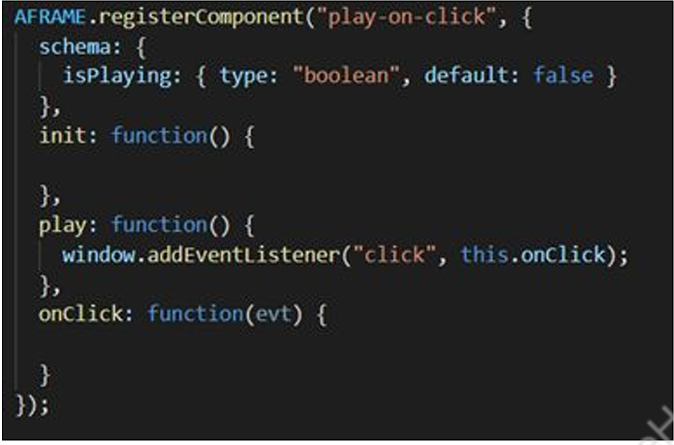 AFRAME.registerComponent("play-on-click", {
  schema: {
    isPlaying: { type: "boolean", default: false }
  },
  init: function() {

  },
  play: function() {
    window.addEventListener("click", this.onClick);
  },
  onClick: function(evt) {

  }
});